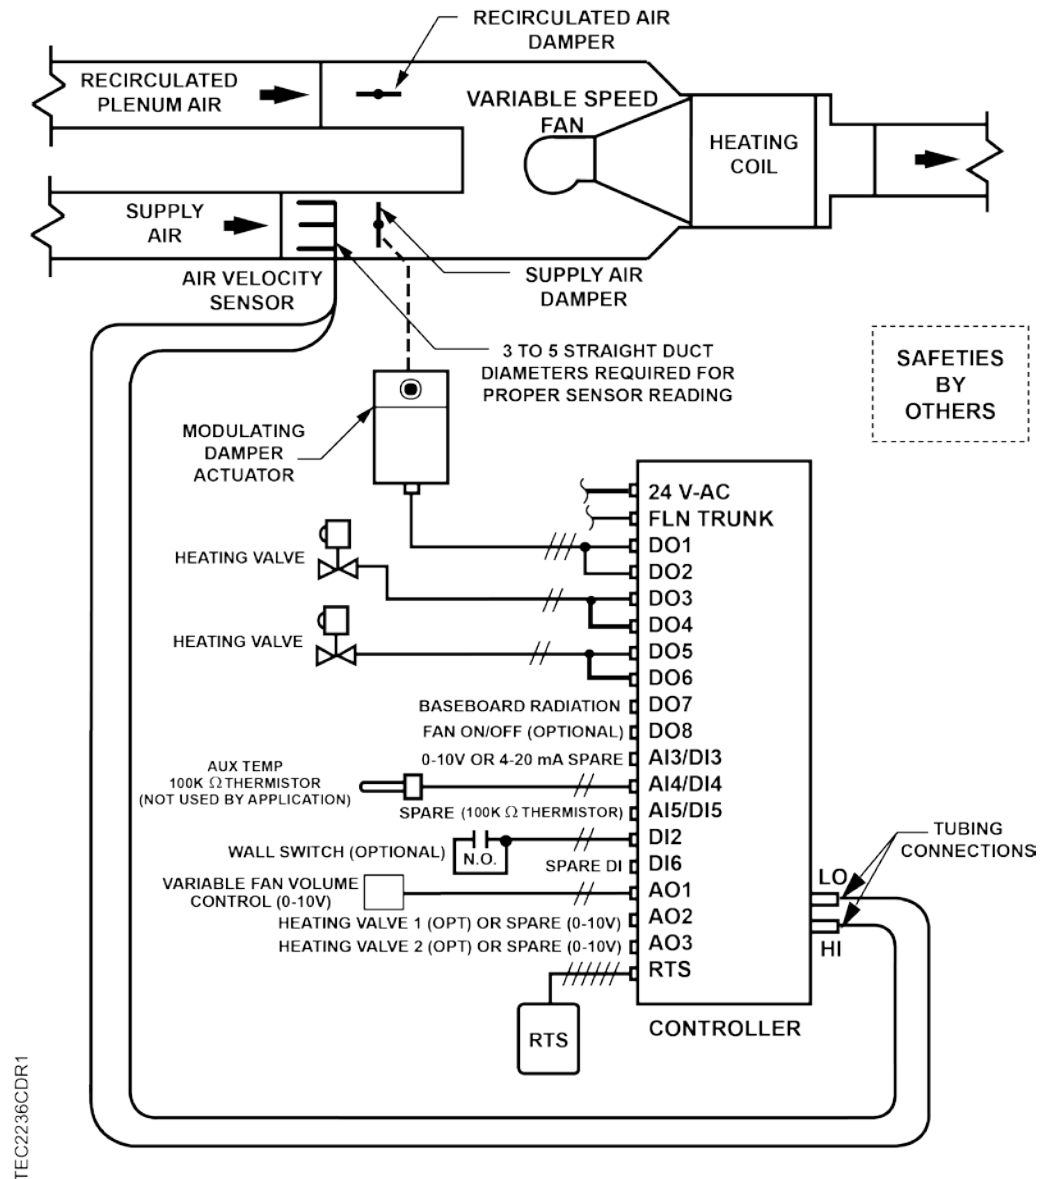 RECIRCULATED AIR
DAMPER
RECIRCULATED
PLENUM AIR
VARIABLE SPEED
FAN
HEATING
COIL
SUPPLY
AIR
AIR VELOCITY
SENSOR
SUPPLY AIR
DAMPER
3 TO 5 STRAIGHT DUCT
DIAMETERS REQUIRED FOR
PROPER SENSOR READING
SAFETIES
BY
OTHERS
MODULATING
DAMPER
ACTUATOR
24 V-AC
FLN TRUNK
DO1
HEATING VALVE
DO2
DO3
DO4
HEATING VALVE
DO5
DO6
BASEBOARD RADIATION
DO7
FAN ON/OFF (OPTIONAL)
DO8
0-10V OR 4-20 mA SPARE
AI3/DI3
AUX TEMP
100K Ω THERMISTOR
(NOT USED BY APPLICATION)
AI4/DI4
SPARE (100K Ω THERMISTOR)
AI5/DI5
WALL SWITCH (OPTIONAL)
N.O.
DI2
SPARE DI
DI6
TUBING
CONNECTIONS
VARIABLE FAN VOLUME
CONTROL (0-10V)
AO1
LO
HEATING VALVE 1 (OPT) OR SPARE (0-10V)
AO2
HEATING VALVE 2 (OPT) OR SPARE (0-10V)
AO3
HI
RTS
RTS
CONTROLLER
TEC2236CDR1